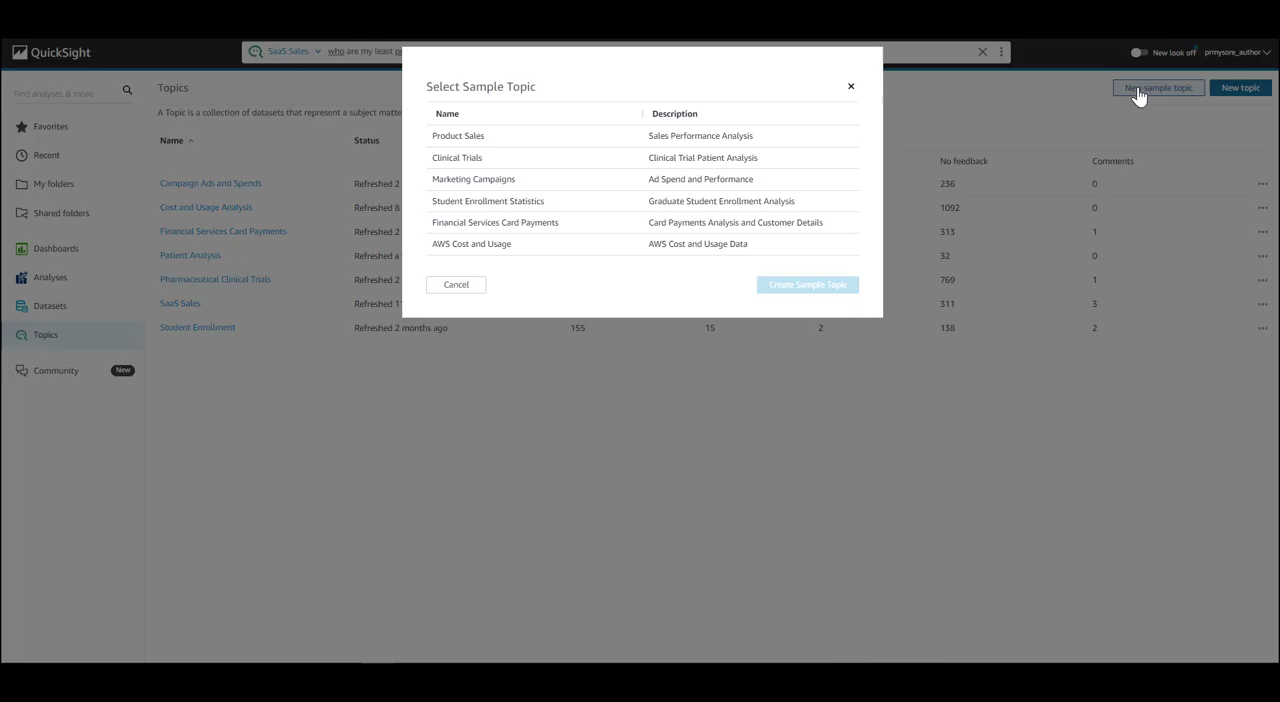 QuickSight
SaaS Sales
who are my least
New look off
prmysore_author
Find analyses & more
Favorites
Recent
My folders
Shared folders
Dashboards
Analyses
Datasets
Topics
Community New
Topics
New sample topic
New topic
A Topic is a collection of datasets that represent a subject
Name
Status
No feedback
Comments
Campaign Ads and Spends Refreshed 2 236 0
Cost and Usage Analysis Refreshed 8 1092 0
Financial Services Card Payments Refreshed 2 313 1
Patient Analysis Refreshed a 32 0
Pharmaceutical Clinical Trials Refreshed 2 769 1
SaaS Sales Refreshed 311 3
Student Enrollment Refreshed 2 months ago 155 15 2 138 2
Select Sample Topic
Name Description
Product Sales Sales Performance Analysis
Clinical Trials Clinical Trial Patient Analysis
Marketing Campaigns Ad Spend and Performance
Student Enrollment Statistics Graduate Student Enrollment Analysis
Financial Services Card Payments Card Payments Analysis and Customer Details
AWS Cost and Usage AWS Cost and Usage Data
Cancel
Create Sample Topic